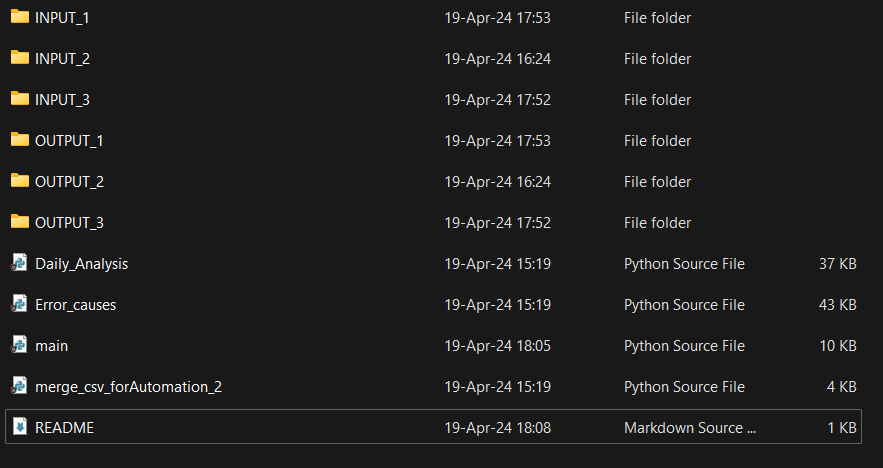 INPUT_1 19-Apr-24 17:53 File folder
INPUT_2 19-Apr-24 16:24 File folder
INPUT_3 19-Apr-24 17:52 File folder
OUTPUT_1 19-Apr-24 17:53 File folder
OUTPUT_2 19-Apr-24 16:24 File folder
OUTPUT_3 19-Apr-24 17:52 File folder
Daily_Analysis 19-Apr-24 15:19 Python Source File 37 KB
Error_causes 19-Apr-24 15:19 Python Source File 43 KB
main 19-Apr-24 18:05 Python Source File 10 KB
merge_csv_forAutomation_2 19-Apr-24 15:19 Python Source File 4 KB
README 19-Apr-24 18:08 Markdown Source ... 1 KB